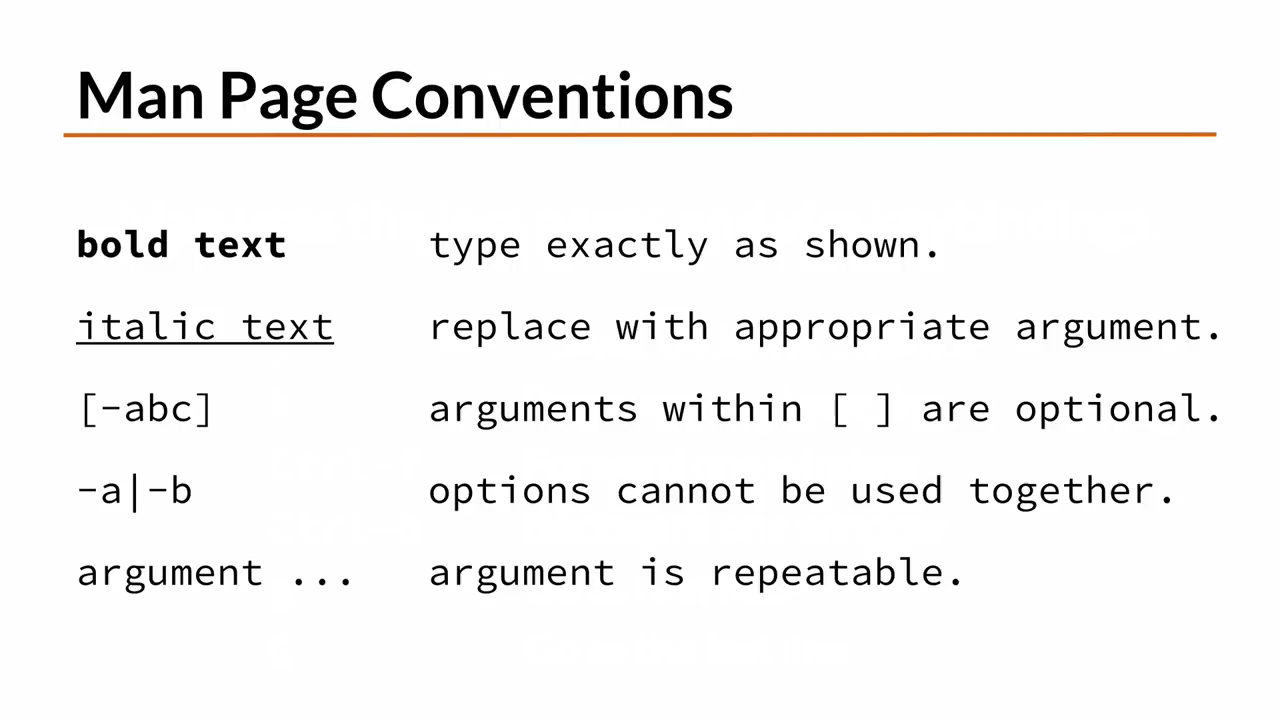 Man Page Conventions
bold text type exactly as shown.
italic text replace with appropriate argument.
[-abc] arguments within [ ] are optional.
-a|-b options cannot be used together.
argument ... argument is repeatable.